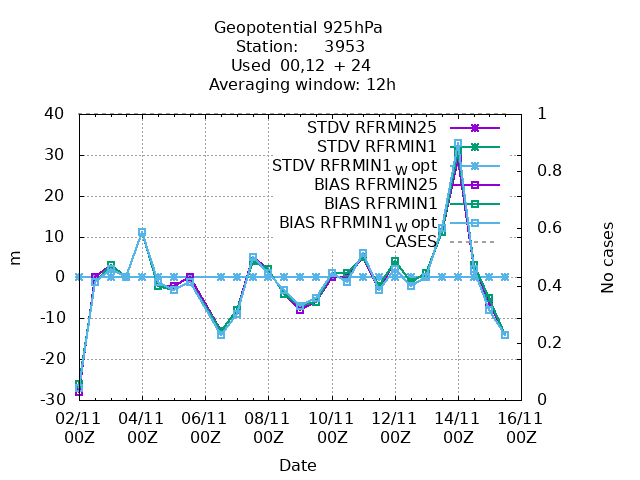 Geopotential 925hPa
Station: 3953
Used 00,12 + 24
Averaging window: 12h
40 1
STDV RFRMIN25
STDV RFRMIN1
30
STDV RFRMIN1w opt
0.8
BIAS RFRMIN25
20
BIAS RFRMIN1
BIAS RFRMIN1w opt
0.6
10
CASES
m
No cases
0
0.4
-10
0.2
-20
-30 0
02/11 04/11 06/11 08/11 10/11 12/11 14/11 16/11
00Z 00Z 00Z 00Z 00Z 00Z 00Z 00Z
Date